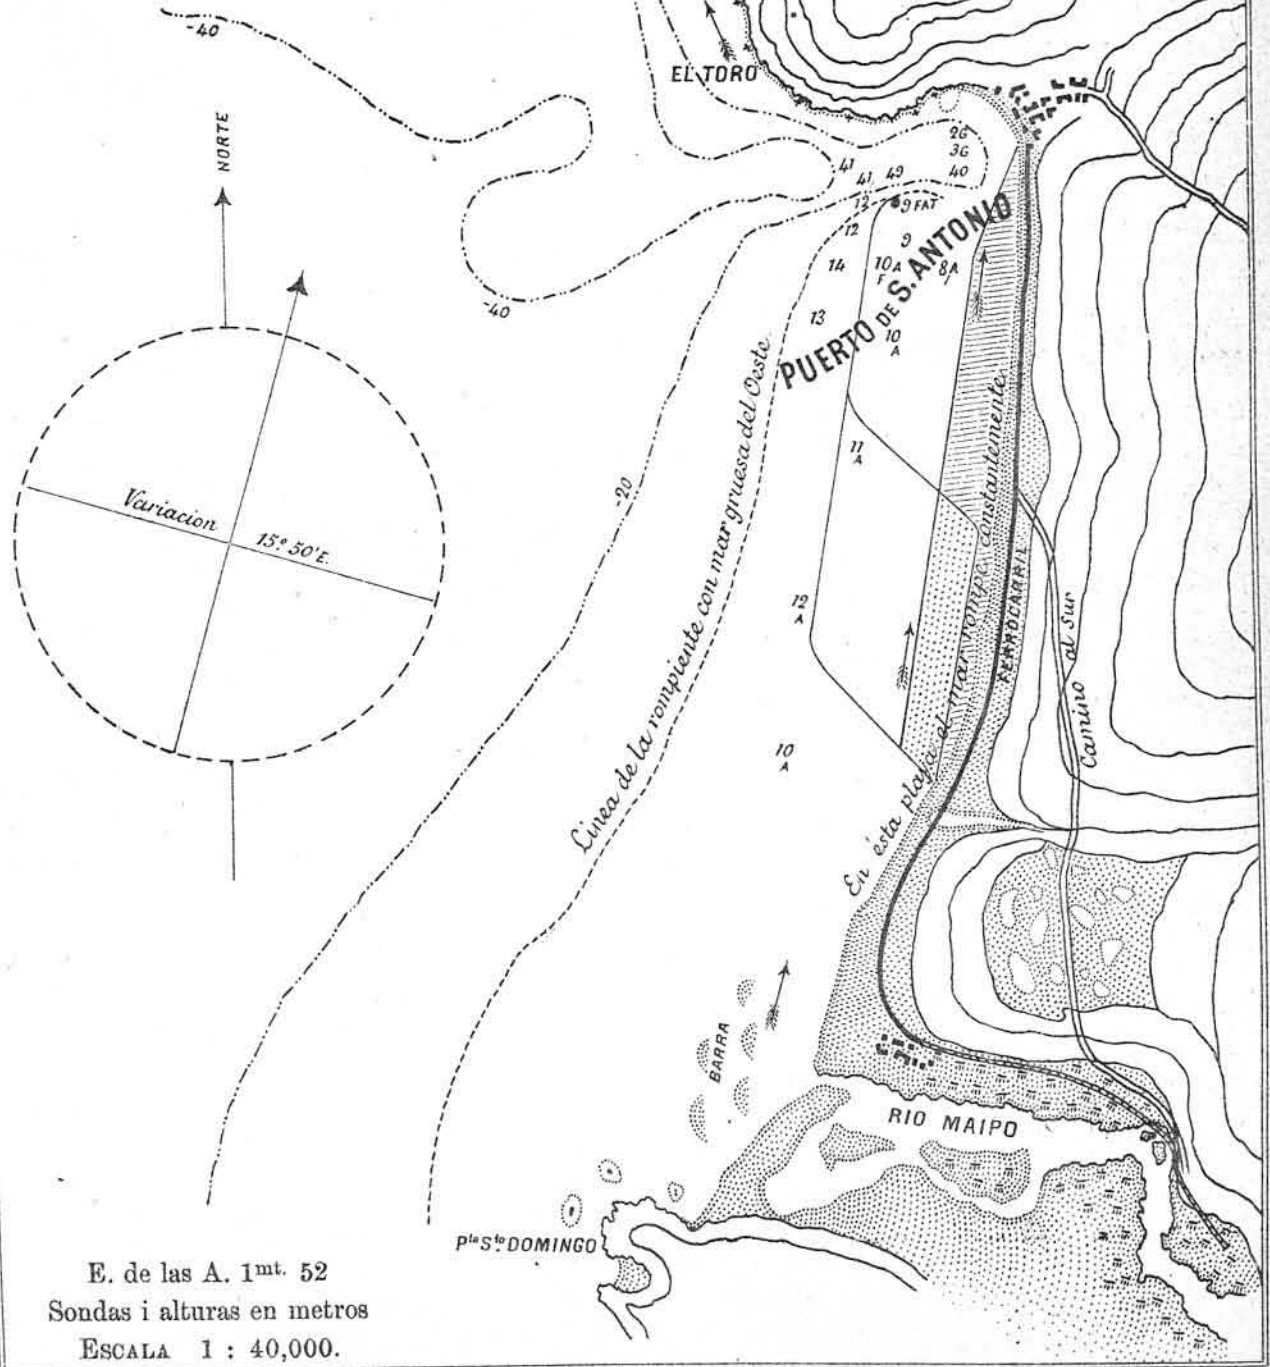 -40
NORTE
EL TORO
26
36
41
41
49
40
12
9 FAT
12
9
14
10 A
F
8 A
PUERTO DE S. ANTONIO
13
10
A
Linea de la rompiente con mar gruesa del Oeste
-40
-20
11
A
Variacion 15.º 50' E.
12
A
En ésta playa el mar rompe constantemente
FERROCARRIL
Camino al Sur
10
A
BARRA
RIO MAIPO
Pta Sto DOMINGO
E. de las A. 1mt. 52
Sondas i alturas en metros
ESCALA 1 : 40,000.